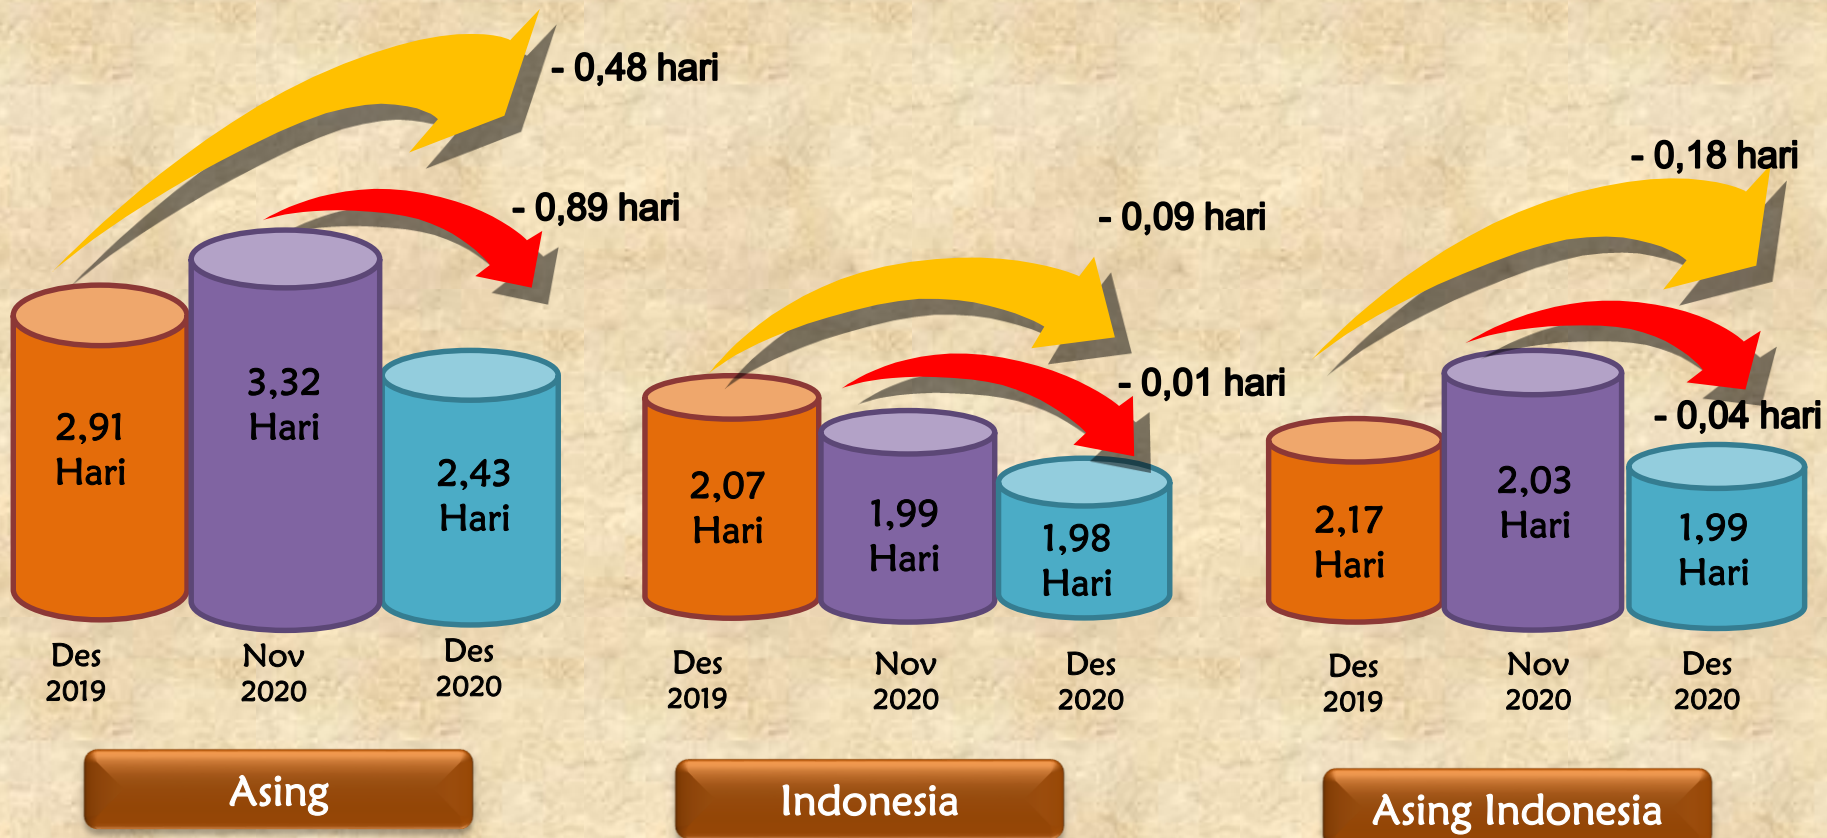 - 0,48 hari
- 0,89 hari
2,91
Hari
3,32
Hari
2,43
Hari
Des
2019
Nov
2020
Des
2020
Asing
- 0,09 hari
- 0,01 hari
2,07
Hari
1,99
Hari
1,98
Hari
Des
2019
Nov
2020
Des
2020
Indonesia
- 0,18 hari
- 0,04 hari
2,17
Hari
2,03
Hari
1,99
Hari
Des
2019
Nov
2020
Des
2020
Asing Indonesia